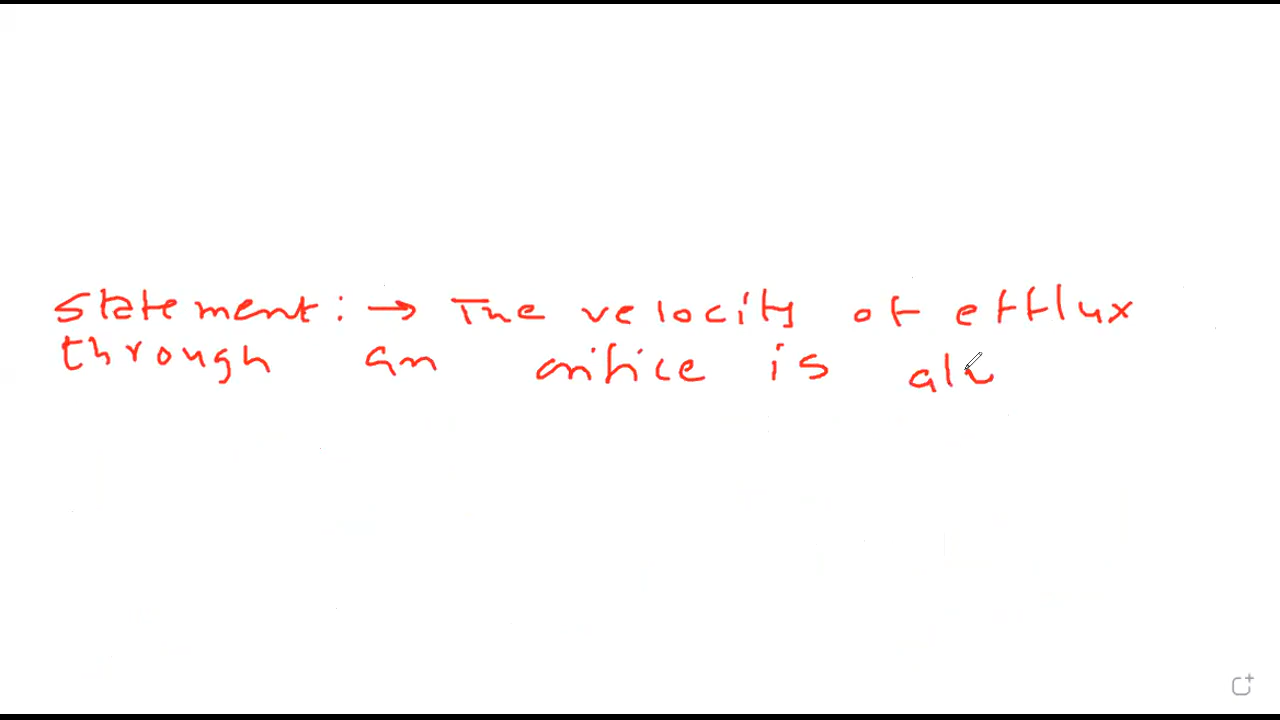 Statement: → The velocity of efflux
through an orifice is